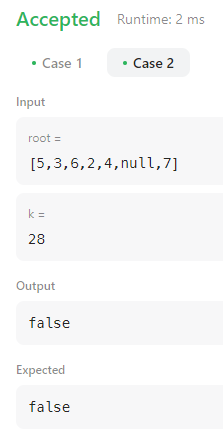 Accepted Runtime: 2 ms
• Case 1 • Case 2
Input
root =
[5,3,6,2,4,null,7]
k =
28
Output
false
Expected
false